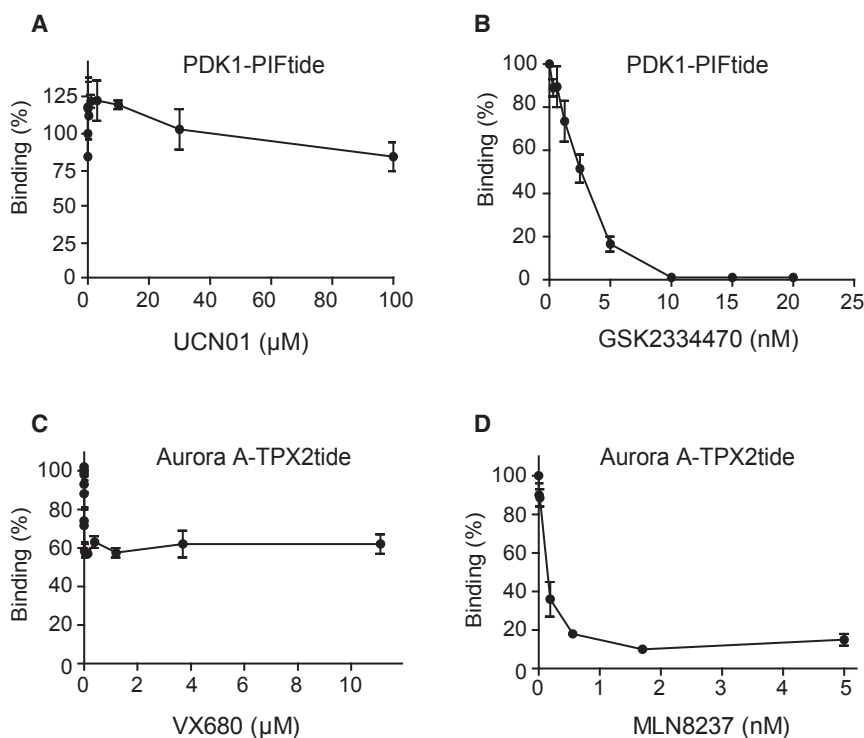 A
PDK1-PIFtide
Binding (%)
125
100
75
50
25
0
0 20 40 60 80 100
UCN01 (µM)
B
PDK1-PIFtide
Binding (%)
100
80
60
40
20
0
0 5 10 15 20 25
GSK2334470 (nM)
C
Aurora A-TPX2tide
Binding (%)
100
80
60
40
20
0
0 2 4 6 8 10
VX680 (µM)
D
Aurora A-TPX2tide
Binding (%)
100
80
60
40
20
0
0 1 2 3 4 5
MLN8237 (nM)